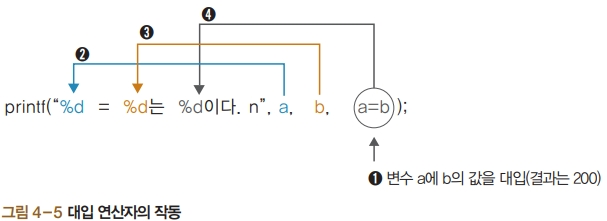 ❹
❸
❷
printf(“%d = %d는 %d이다. n”, a, b, a=b);
❶ 변수 a에 b의 값을 대입(결과는 200)
그림 4-5 대입 연산자의 작동